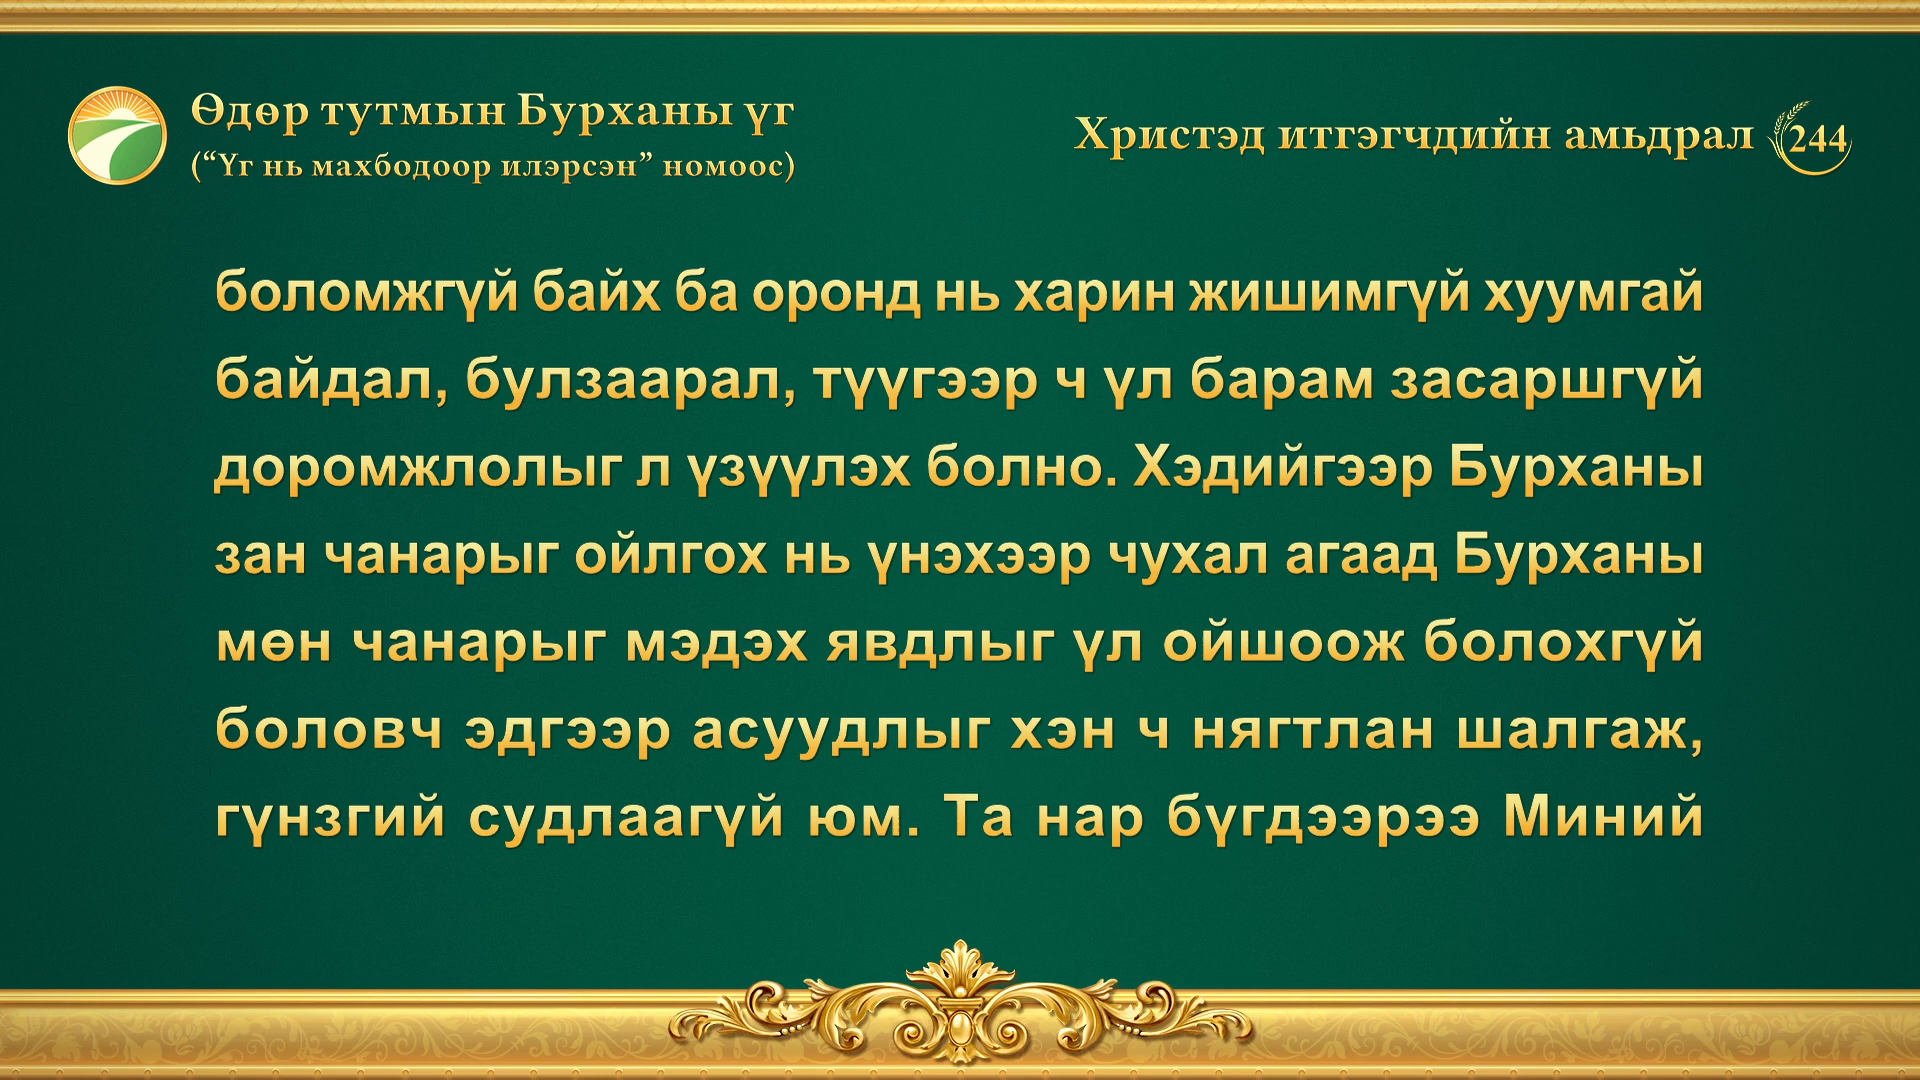 Өдөр тутмын Бурханы үг
(“Үг нь махбодоор илэрсэн” номоос)
Христэд итгэгчдийн амьдрал 244
боломжгүй байх ба оронд нь харин жишимгүй хуумгай
байдал, булзаарал, түүгээр ч үл барам засаршгүй
доромжлолыг л үзүүлэх болно. Хэдийгээр Бурханы
зан чанарыг ойлгох нь үнэхээр чухал агаад Бурханы
мөн чанарыг мэдэх явдлыг үл ойшоож болохгүй
боловч эдгээр асуудлыг хэн ч нягтлан шалгаж,
гүнзгий судлаагүй юм. Та нар бүгдээрээ Миний